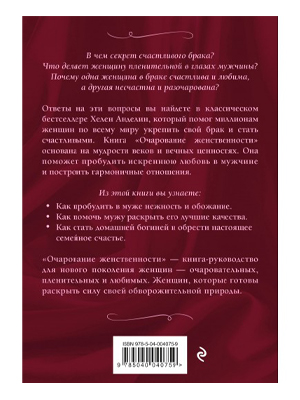 В чем секрет счастливого брака?
Что делает женщину пленительной в глазах мужчины?
Почему одна женщина в браке счастлива и любима,
а другая несчастна и разочарована?
Ответы на эти вопросы вы найдете в классическом
бестселлере Хелен Анделин, который помог миллионам
женщин по всему миру укрепить свой брак и стать
счастливыми. Книга «Очарование женственности»
основана на мудрости веков и вечных ценностях. Она
поможет пробудить искреннюю любовь в мужчине
и построить гармоничные отношения.
Из этой книги вы узнаете:
• Как пробудить в муже нежность и обожание.
• Как помочь мужу раскрыть его лучшие качества.
• Как стать домашней богиней и обрести настоящее
семейное счастье.
«Очарование женственности» — книга-руководство
для нового поколения женщин — очаровательных,
пленительных и любимых. Женщин, которые готовы
раскрыть силу своей обворожительной природы.
ISBN 978-5-04-004075-9
9 785040 040759 >